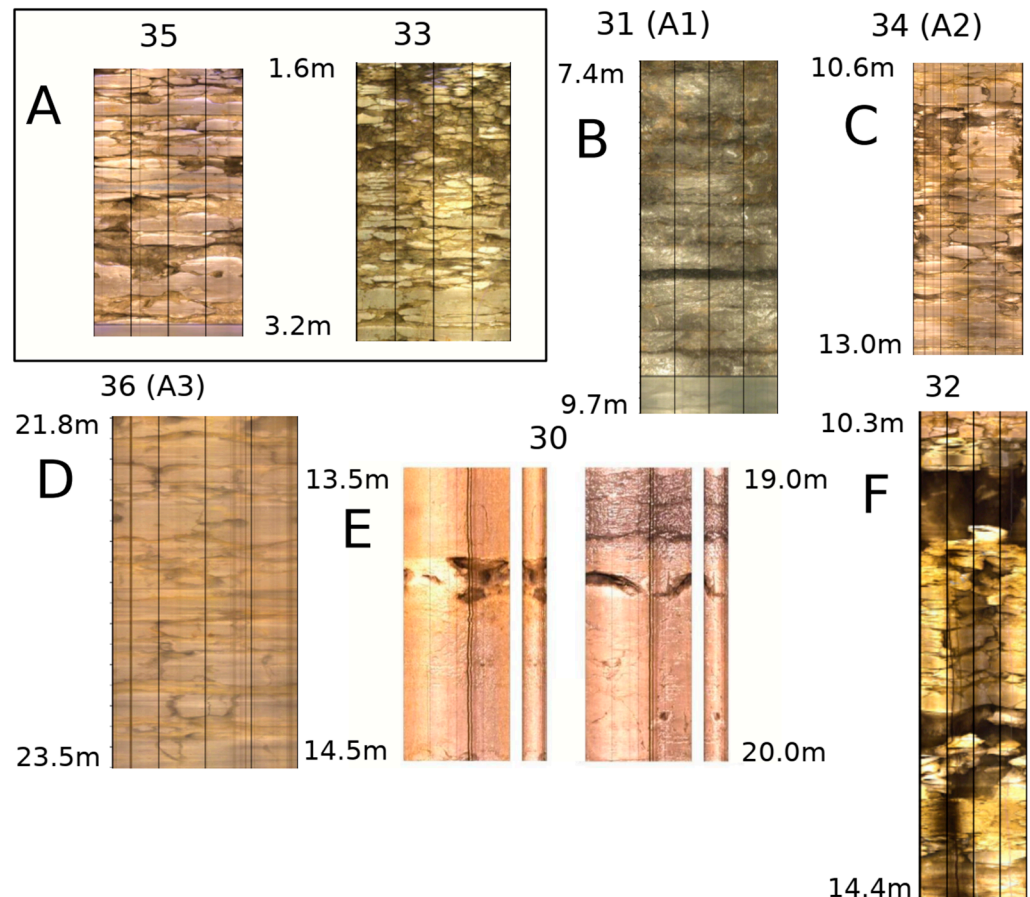 35
33
31 (A1)
34 (A2)
A
1.6m
3.2m
B
7.4m
9.7m
C
10.6m
13.0m
36 (A3)
D
21.8m
23.5m
30
E
13.5m
14.5m
19.0m
20.0m
32
F
10.3m
14.4m